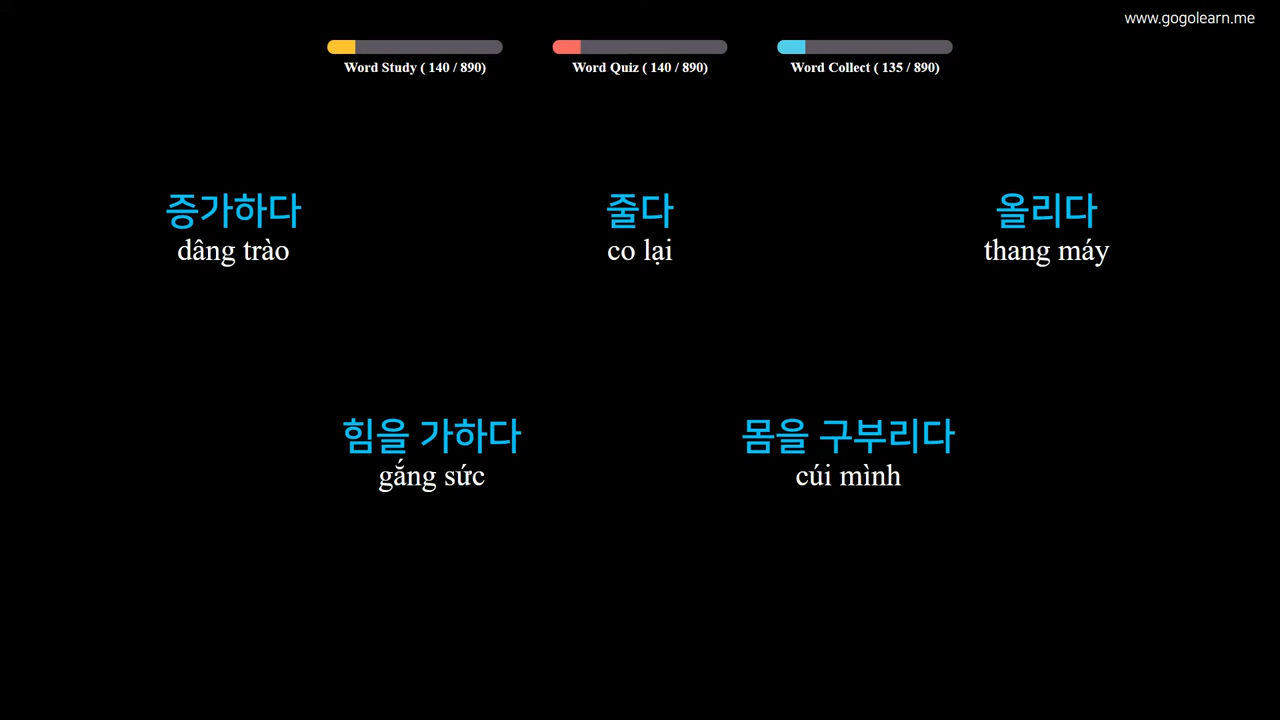 www.gogolearn.me
Word Study ( 140 / 890)
Word Quiz ( 140 / 890)
Word Collect ( 135 / 890)
증가하다
dâng trào
줄다
co lại
올리다
thang máy
힘을 가하다
gắng sức
몸을 구부리다
cúi mình